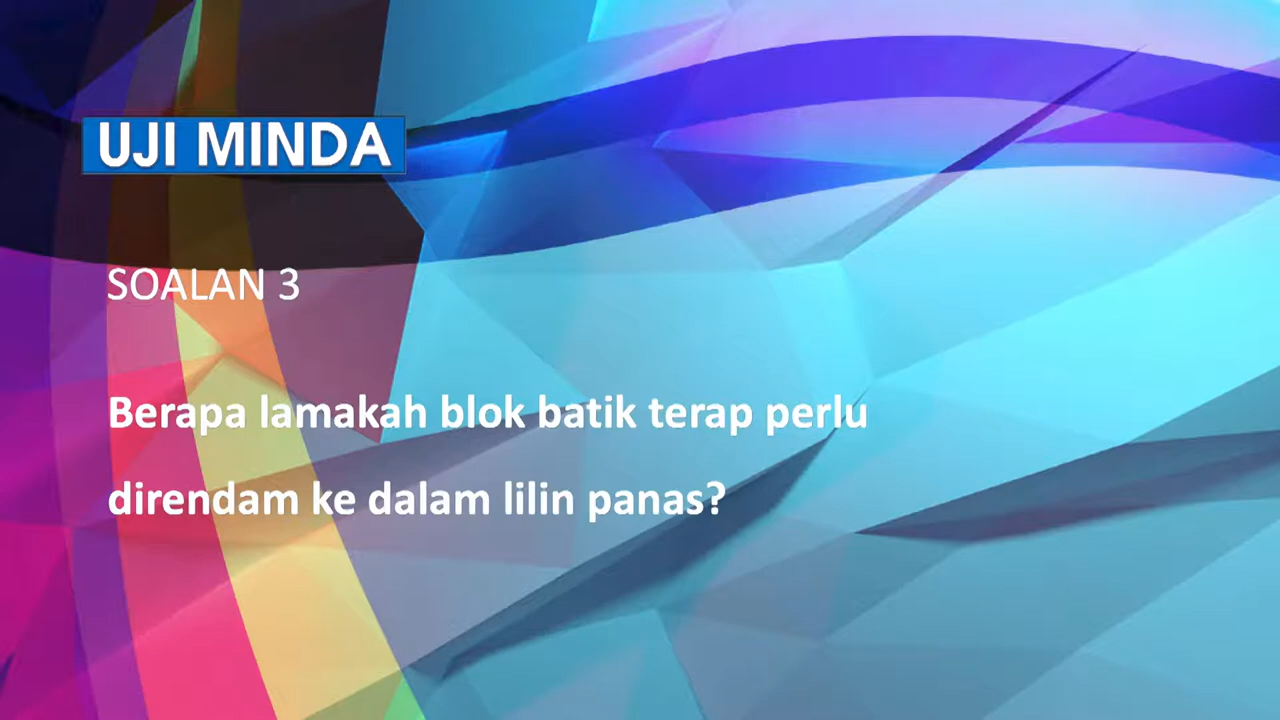 UJI MINDA
SOALAN 3
Berapa lamakah blok batik terap perlu
direndam ke dalam lilin panas?